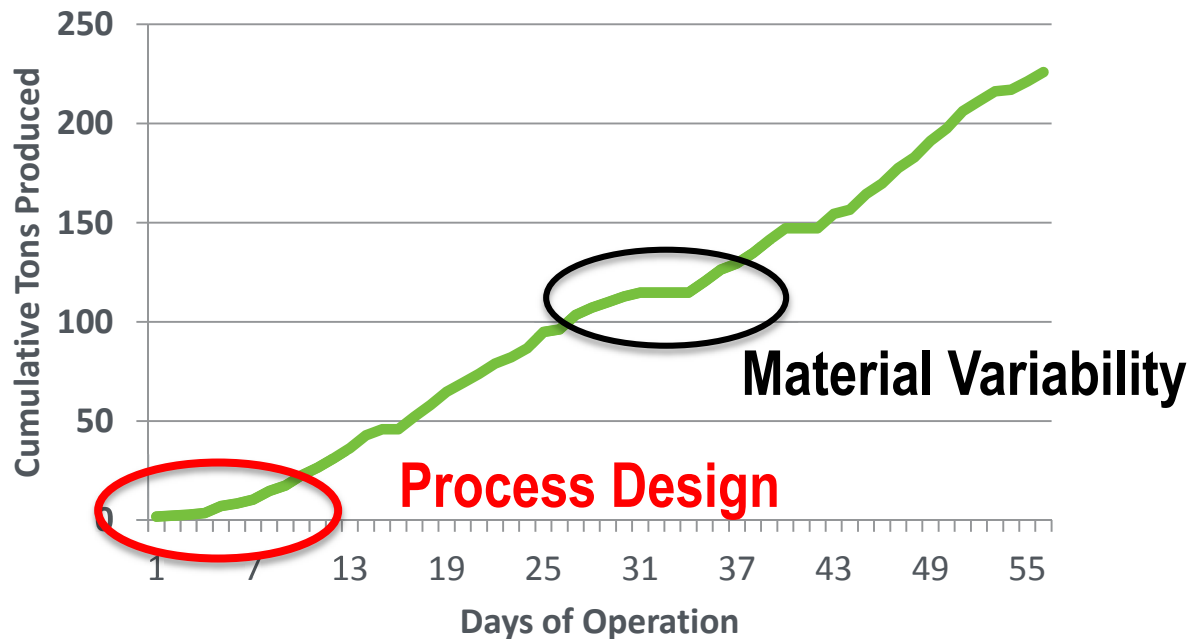 Cumulative Tons Produced
250
200
150
100
50
0
Material Variability
Process Design
1 7 13 19 25 31 37 43 49 55
Days of Operation